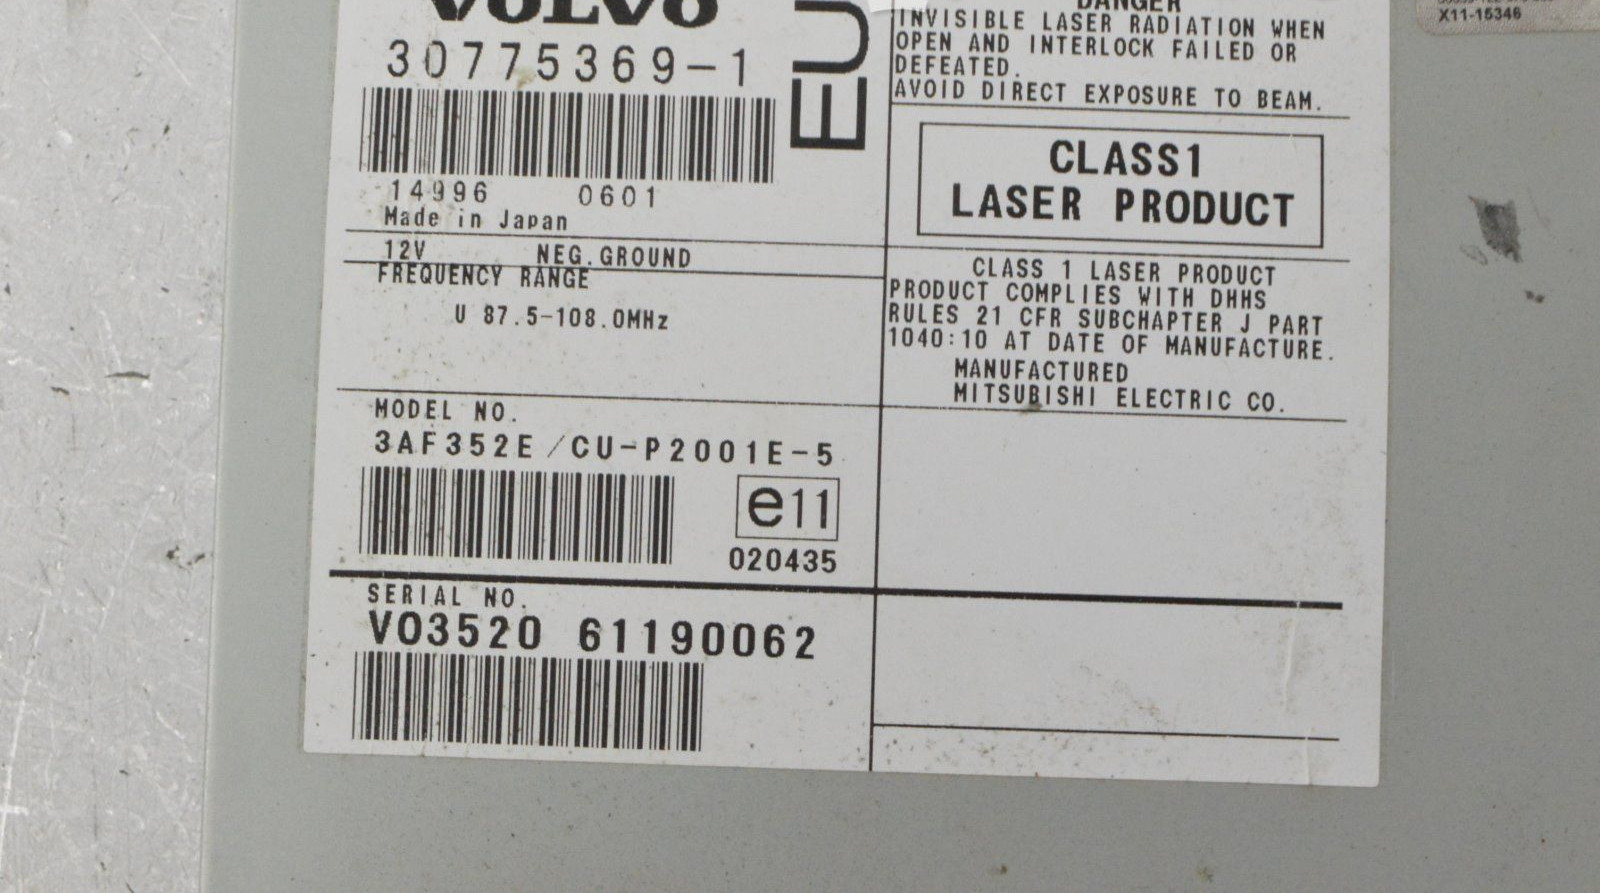 VOLVO
30775369-1
EU
14996 0601
Made in Japan
12V NEG.GROUND
FREQUENCY RANGE
U 87.5-108.0MHz
MODEL NO.
3AF352E/CU-P2001E-5
e11
020435
SERIAL NO.
VO3520 61190062
DANGER
INVISIBLE LASER RADIATION WHEN
OPEN AND INTERLOCK FAILED OR
DEFEATED.
AVOID DIRECT EXPOSURE TO BEAM.
CLASS1
LASER PRODUCT
CLASS 1 LASER PRODUCT
PRODUCT COMPLIES WITH DHHS
RULES 21 CFR SUBCHAPTER J PART
1040:10 AT DATE OF MANUFACTURE.
MANUFACTURED
MITSUBISHI ELECTRIC CO.
X11-15346